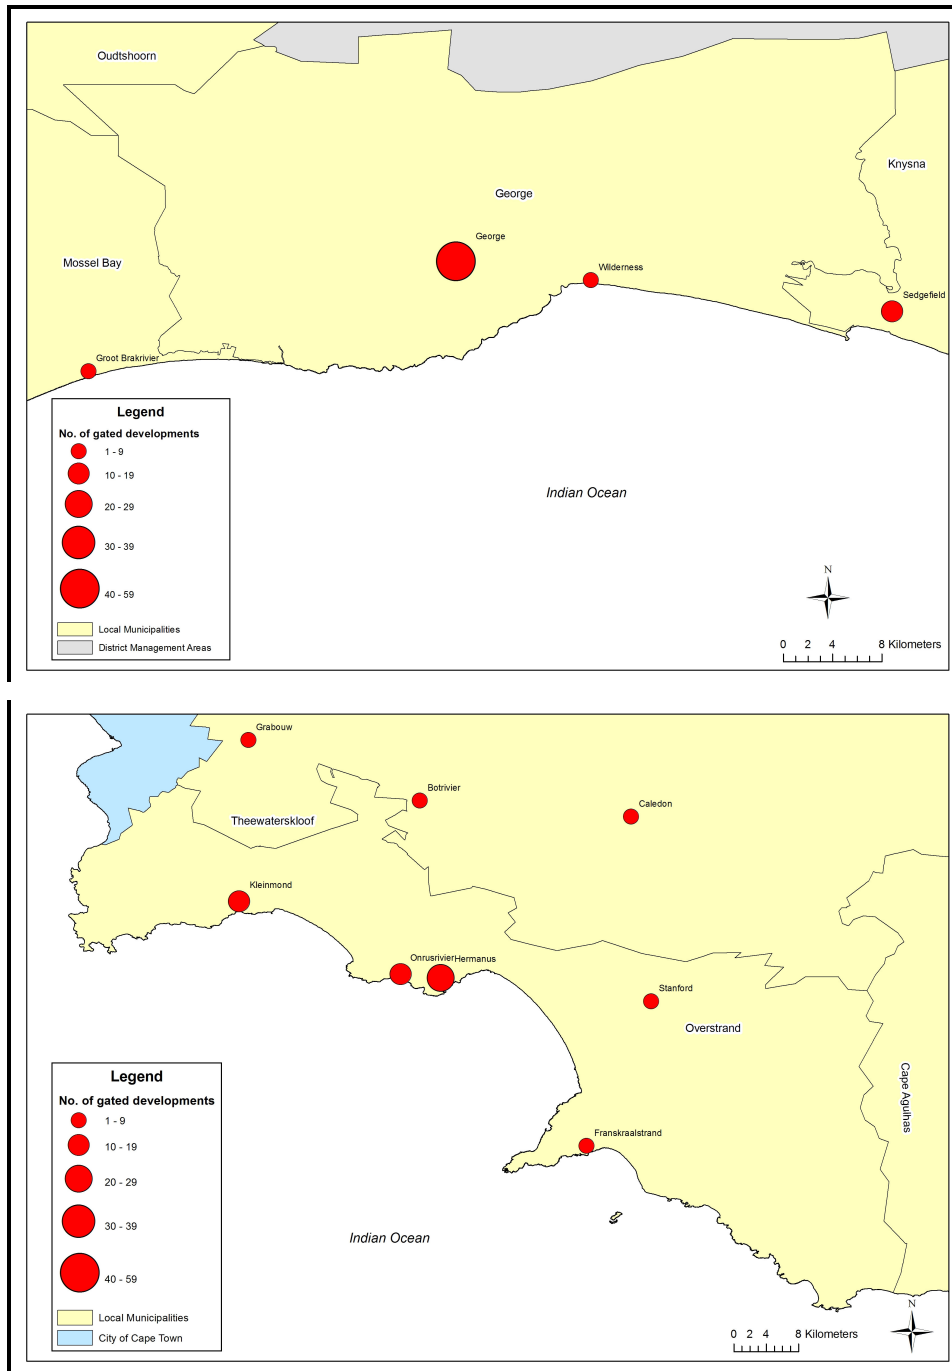 Oudtshoorn
Knysna
George
George
Mossel Bay
Wilderness
Sedgefield
Groot Brakrivier
Legend
No. of gated developments
1 - 9
10 - 19
20 - 29
30 - 39
40 - 59
Local Municipalities
District Management Areas
Indian Ocean
N
0 2 4 8 Kilometers
Grabouw
Botrivier
Caledon
Theewaterskloof
Kleinmond
Onrusrivier Hermanus
Stanford
Overstrand
Cape Agulhas
Franskraalstrand
Legend
No. of gated developments
1 - 9
10 - 19
20 - 29
30 - 39
40 - 59
Local Municipalities
City of Cape Town
Indian Ocean
N
0 2 4 8 Kilometers